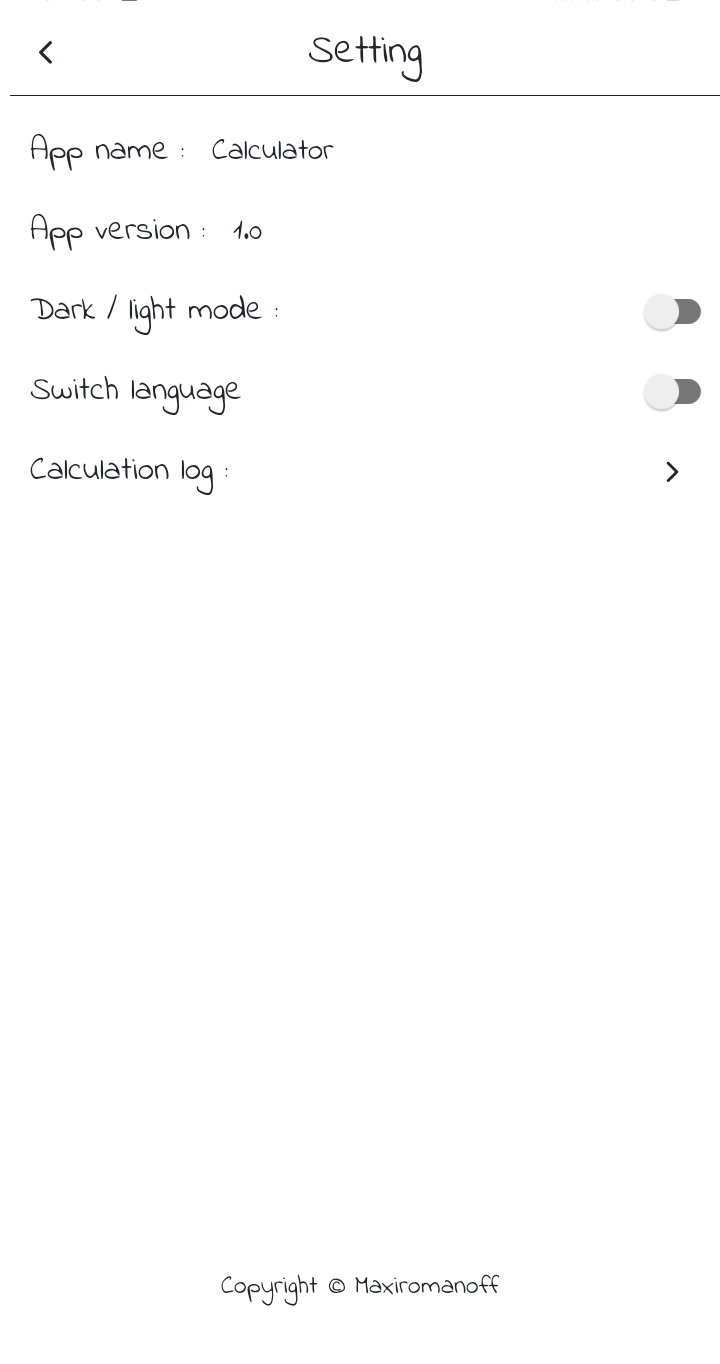 Setting
App name : Calculator
App version : 1.0
Dark / light mode :
Switch language
Calculation log :
Copyright © Maxiromanoff